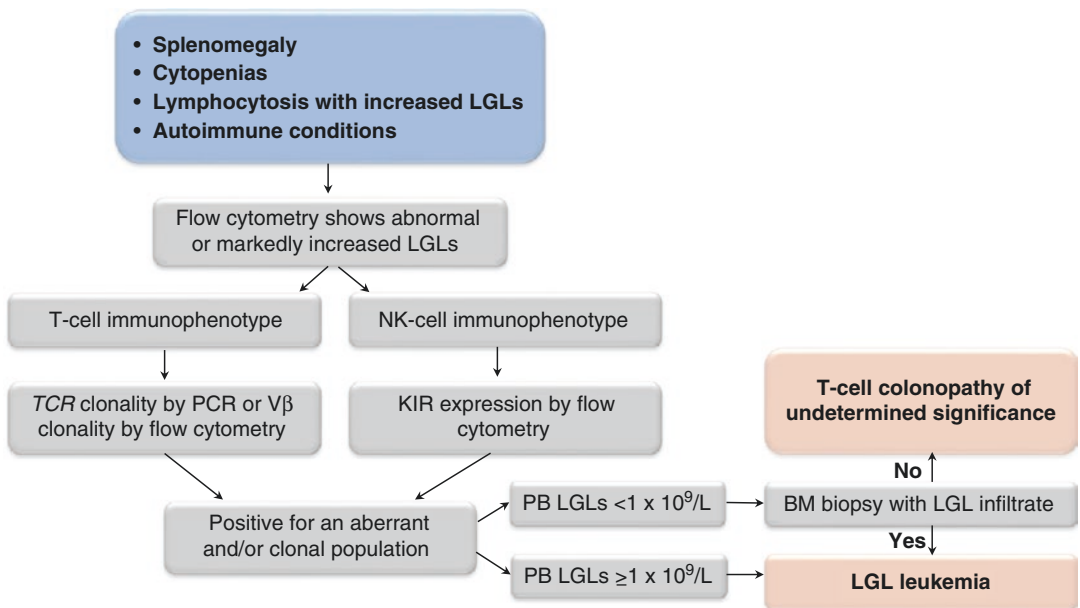 • Splenomegaly
• Cytopenias
• Lymphocytosis with increased LGLs
• Autoimmune conditions
Flow cytometry shows abnormal
or markedly increased LGLs
T-cell immunophenotype
NK-cell immunophenotype
TCR clonality by PCR or Vβ
clonality by flow cytometry
KIR expression by flow
cytometry
T-cell colonopathy of
undetermined significance
No
Positive for an aberrant
and/or clonal population
PB LGLs <1 x 10⁹/L
BM biopsy with LGL infiltrate
Yes
PB LGLs ≥1 x 10⁹/L
LGL leukemia